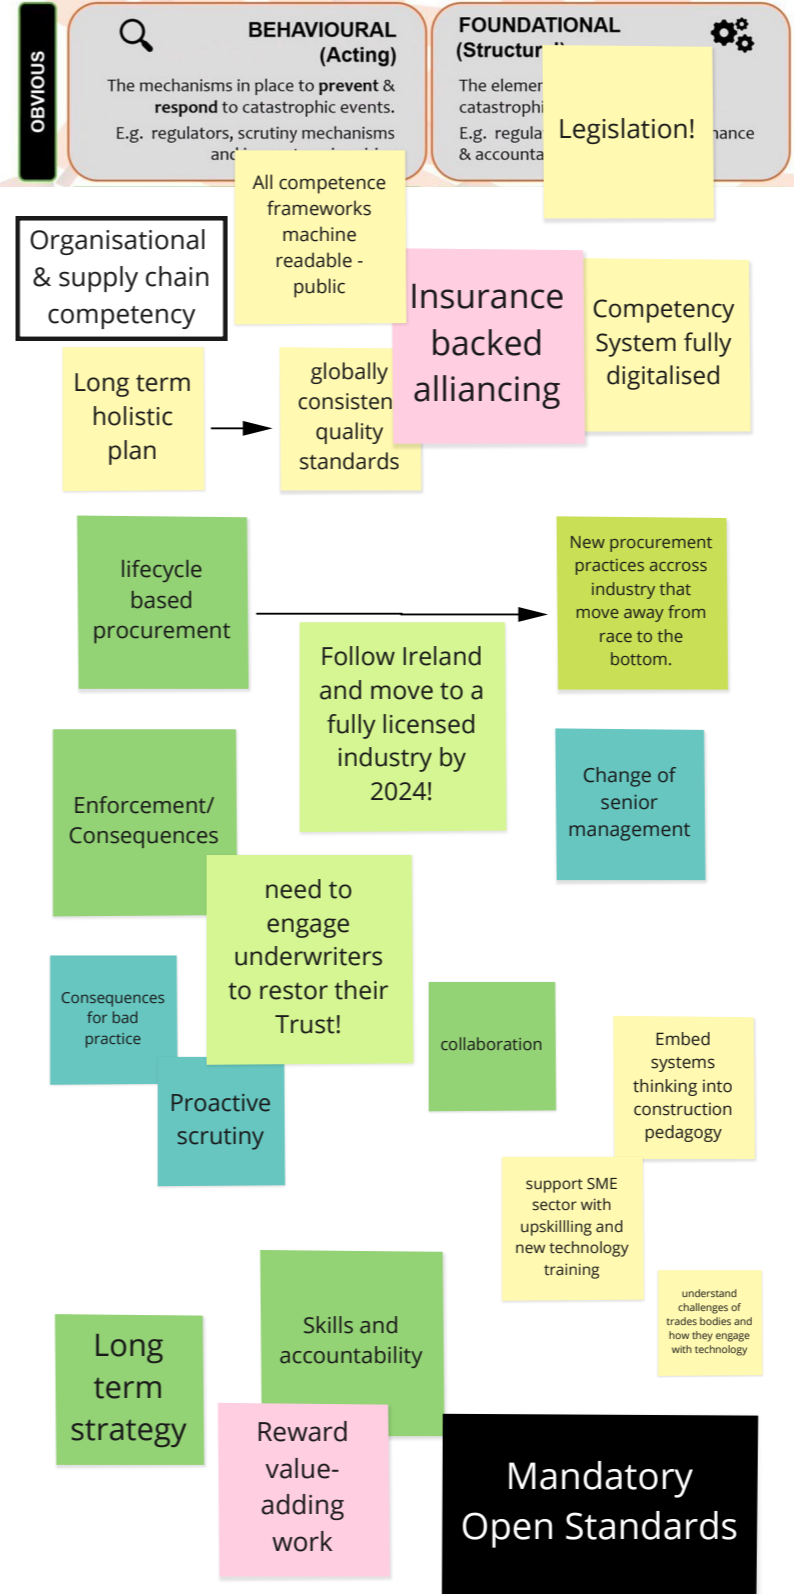 OBVIOUS
BEHAVIOURAL
(Acting)
The mechanisms in place to prevent &
respond to catastrophic events.
E.g. regulators, scrutiny mechanisms
FOUNDATIONAL
The
E.g.
&
Legislation!
All competence
frameworks
machine
readable -
public
Organisational
& supply chain
competency
Insurance
backed
alliancing
Competency
System fully
digitalised
Long term
holistic
plan
globally
consisten
quality
standards
lifecycle
based
procurement
New procurement
practices accross
industry that
move away from
race to the
bottom.
Follow Ireland
and move to a
fully licensed
industry by
2024!
Enforcement/
Consequences
Change of
senior
management
need to
engage
underwriters
to restor their
Trust!
Consequences
for bad
practice
collaboration
Proactive
scrutiny
Embed
systems
thinking into
construction
pedagogy
support SME
sector with
upskillling and
new technology
training
understand
challenges of
trades bodies and
how they engage
with technology
Skills and
accountability
Long
term
strategy
Reward
value-
adding
work
Mandatory
Open Standards